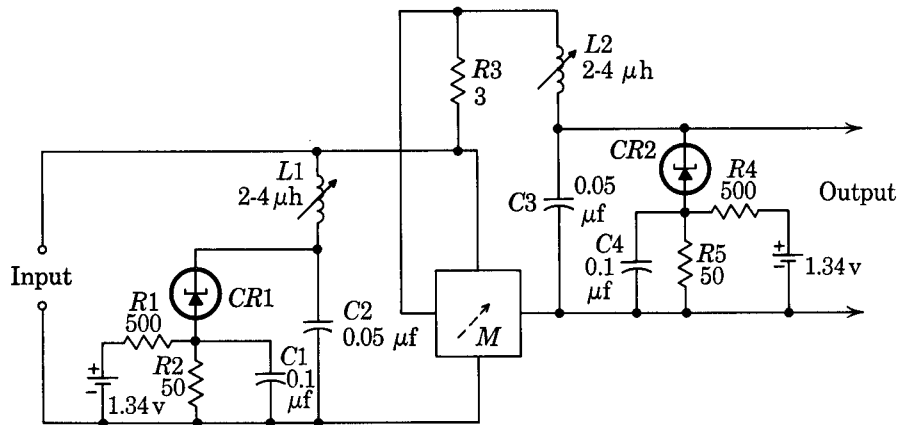 L2
2-4 μh
R3
3
L1
2-4 μh
CR2
R4
500
Output
C3
0.05
μf
C4
0.1
μf
R5
50
+
-
1.34 v
Input
CR1
R1
500
C2
0.05 μf
M
+
-
1.34 v
R2
50
C1
0.1
μf